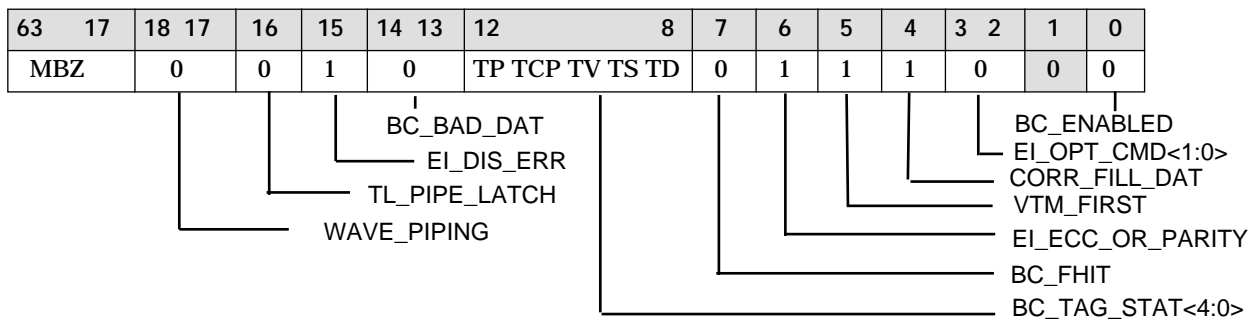 63 17 18 17 16 15 14 13 12 8 7 6 5 4 3 2 1 0
MBZ 0 0 1 0 TP TCP TV TS TD 0 1 1 1 0 0 0
BC_BAD_DAT BC_ENABLED
EI_DIS_ERR EI_OPT_CMD<1:0>
TL_PIPE_LATCH CORR_FILL_DAT
VTM_FIRST
WAVE_PIPING EI_ECC_OR_PARITY
BC_FHIT
BC_TAG_STAT<4:0>